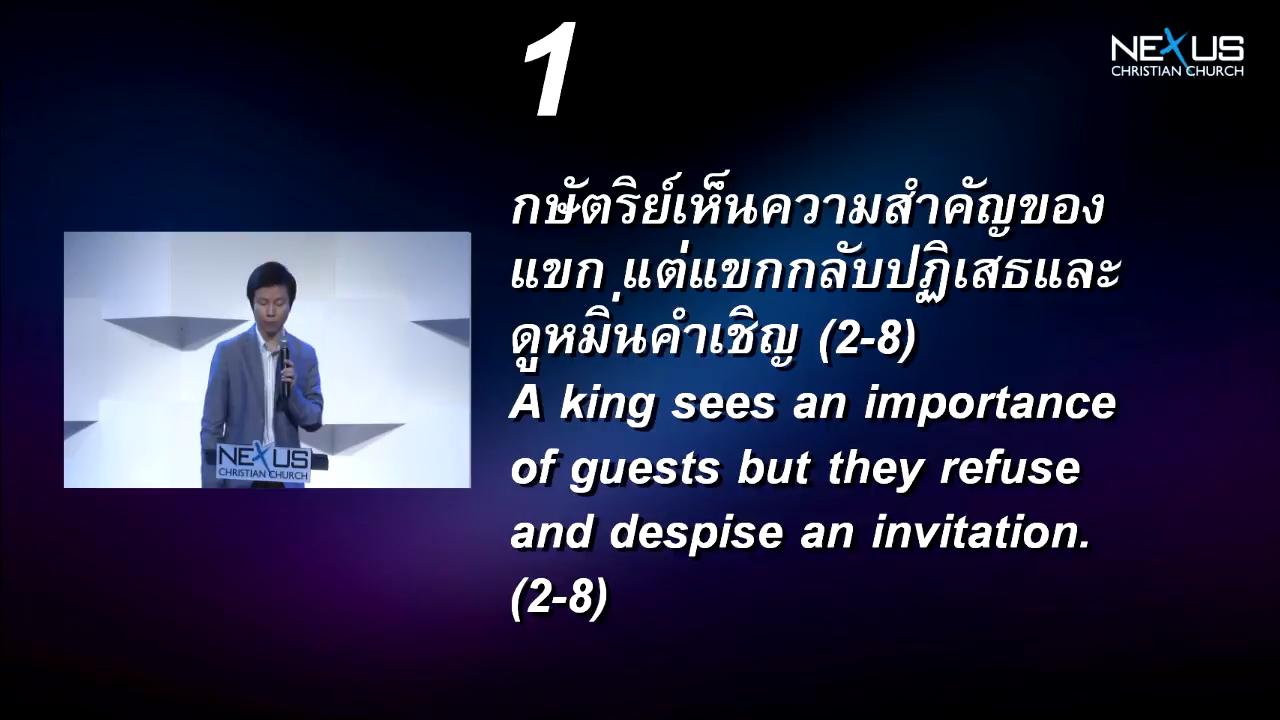 1
NEXUS
CHRISTIAN CHURCH
กษัตริย์เห็นความสำคัญของ
แขก แต่แขกกลับปฏิเสธและ
ดูหมิ่นคำเชิญ (2-8)
A king sees an importance
of guests but they refuse
and despise an invitation.
(2-8)
NEXUS
CHRISTIAN CHURCH